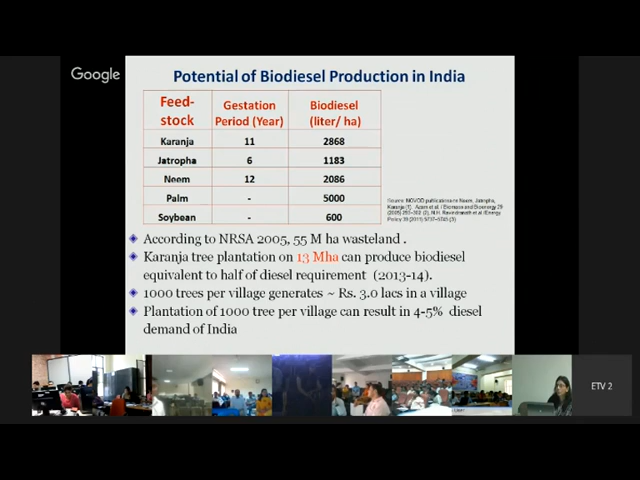 Google
Potential of Biodiesel Production in India
Feed-stock Gestation Period (Year) Biodiesel (liter/ ha)
Karanja 11 2868
Jatropha 6 1183
Neem 12 2086
Palm - 5000
Soybean - 600
According to NRSA 2005, 55 M ha wasteland .
Karanja tree plantation on 13 Mha can produce biodiesel
equivalent to half of diesel requirement (2013-14).
1000 trees per village generates ~ Rs. 3.0 lacs in a village
Plantation of 1000 tree per village can result in 4-5% diesel
demand of India
ETV 2